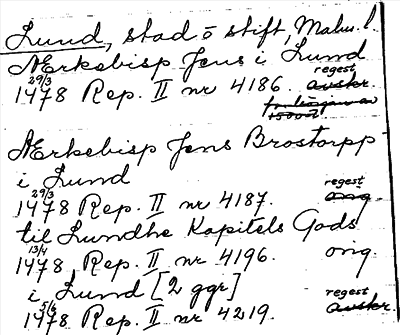 Lund, stad o stift, Malm. l.
Ærkebisp Jens i Lund
29/3 regest
1478 Rep. II nr 4186. avskr.
Ærkebisp Jens Brostorpp
i Lund
29/3 regest
1478 Rep. II nr 4187. orig.
til Lundhe Kapitels Gods
13/4
1478 Rep. II nr 4196. orig.
i Lund [2 ggr]
5/6 regest
1478 Rep. II nr 4219. avskr.